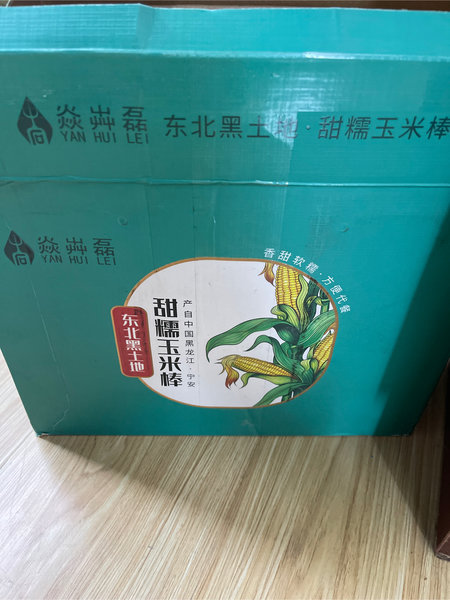 焱芔磊
YAN HUI LEI
东北黑土地·甜糯玉米棒
焱芔磊
YAN HUI LEI
香甜软糯·方便代餐
产自中国黑龙江·宁安
甜糯玉米棒
东北黑土地